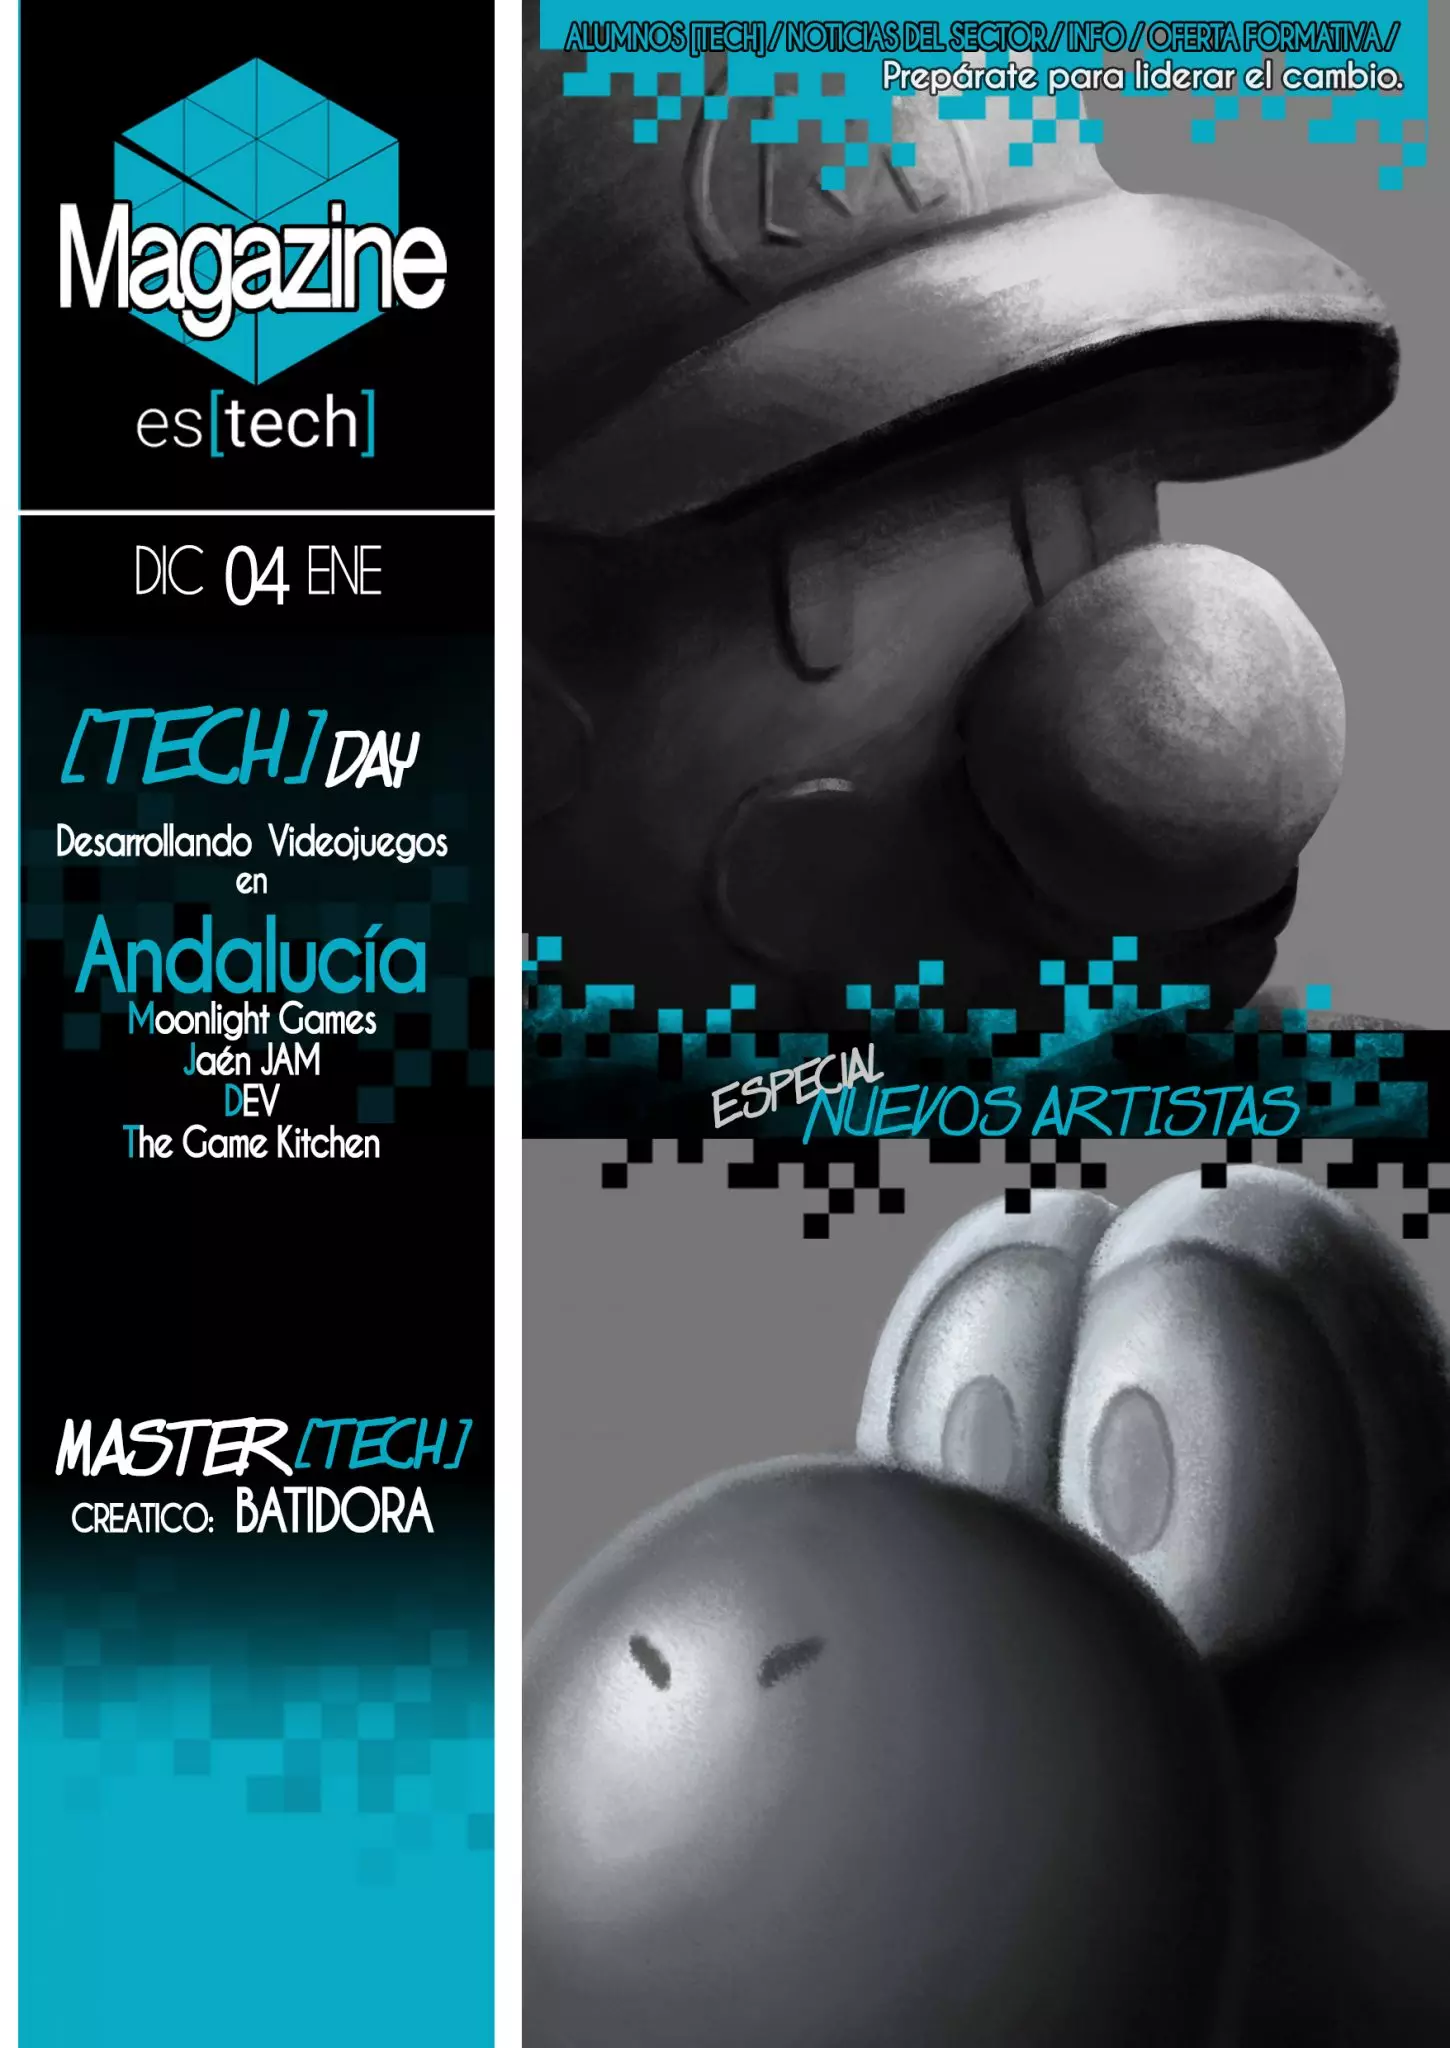 Magazine
es[tech]
DIC 04 ENE
[TECH] DAY
Desarrollando Videojuegos
en
Andalucía
Moonlight Games
Jaén JAM
DEV
The Game Kitchen
MASTER [TECH]
CREATICO: BATIDORA
ALUMNOS [TECH] / NOTICIAS DEL SECTOR / INFO / OFERTA FORMATIVA /
Prepárate para liderar el cambio.
ESPECIAL
NUEVOS ARTISTAS